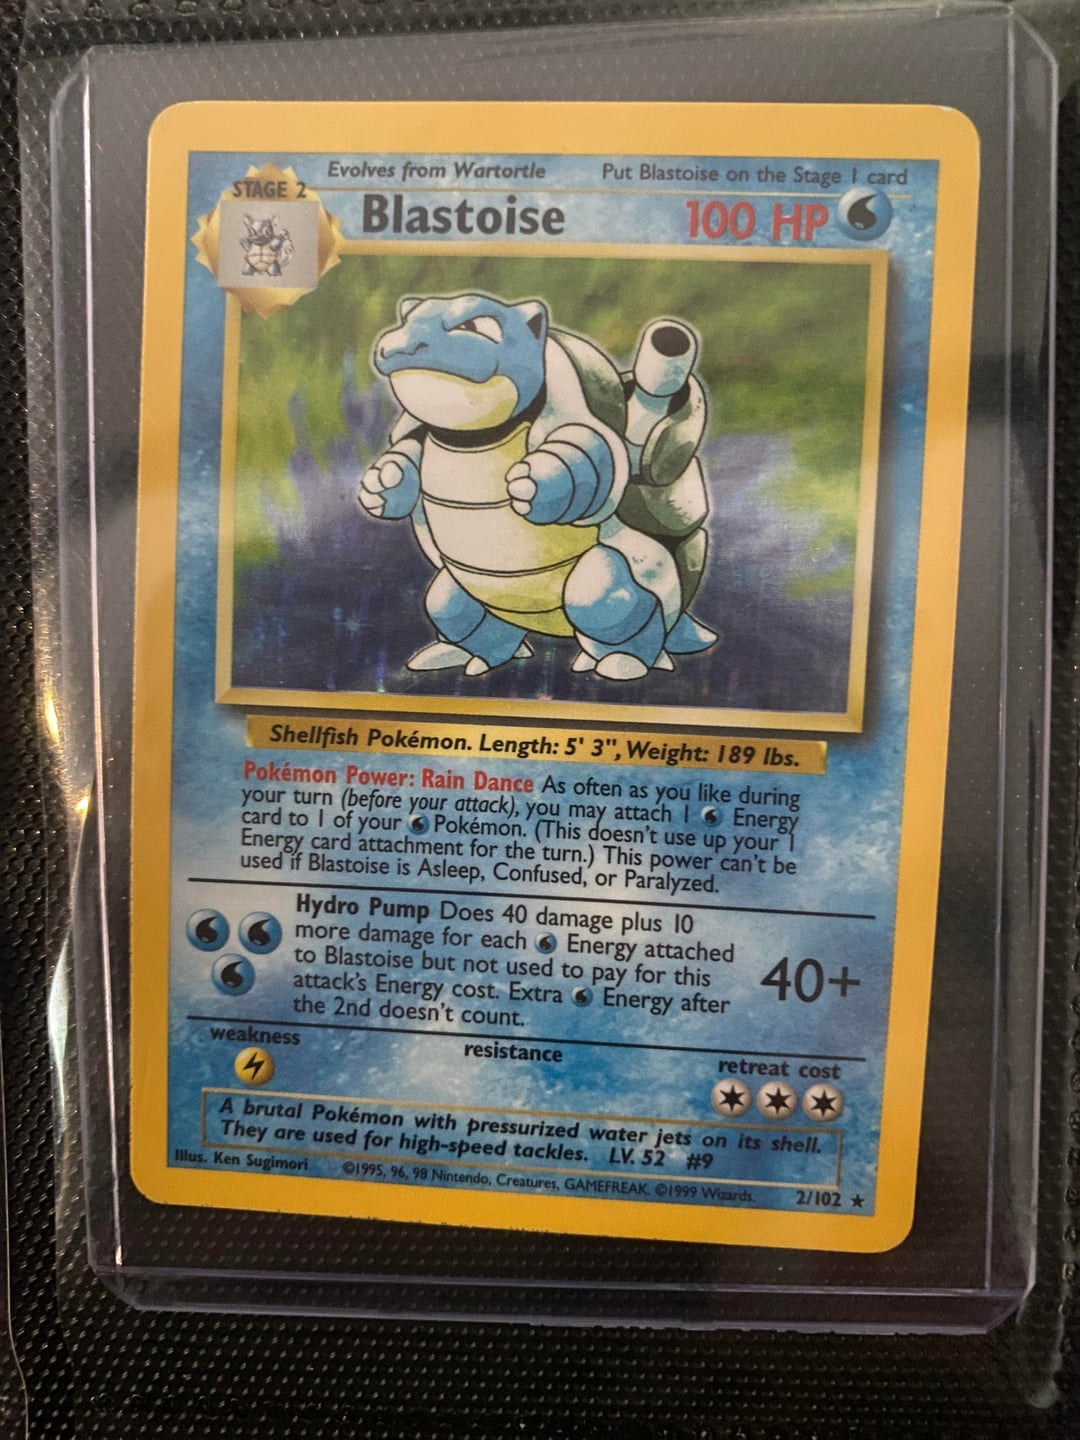 Evolves from Wartortle Put Blastoise on the Stage 1 card
STAGE 2
Blastoise 100 HP
Shellfish Pokémon. Length: 5' 3", Weight: 189 lbs.
Pokémon Power: Rain Dance As often as you like during
your turn (before your attack), you may attach 1 Energy
card to 1 of your Pokémon. (This doesn't use up your 1
Energy card attachment for the turn.) This power can't be
used if Blastoise is Asleep, Confused, or Paralyzed.
Hydro Pump Does 40 damage plus 10
more damage for each Energy attached
to Blastoise but not used to pay for this
attack's Energy cost. Extra Energy after
the 2nd doesn't count.
40+
weakness resistance retreat cost
A brutal Pokémon with pressurized water jets on its shell.
They are used for high-speed tackles. LV. 52 #9
Illus. Ken Sugimori ©1995, 96, 98 Nintendo, Creatures, GAMEFREAK. ©1999 Wizards. 2/102 ★